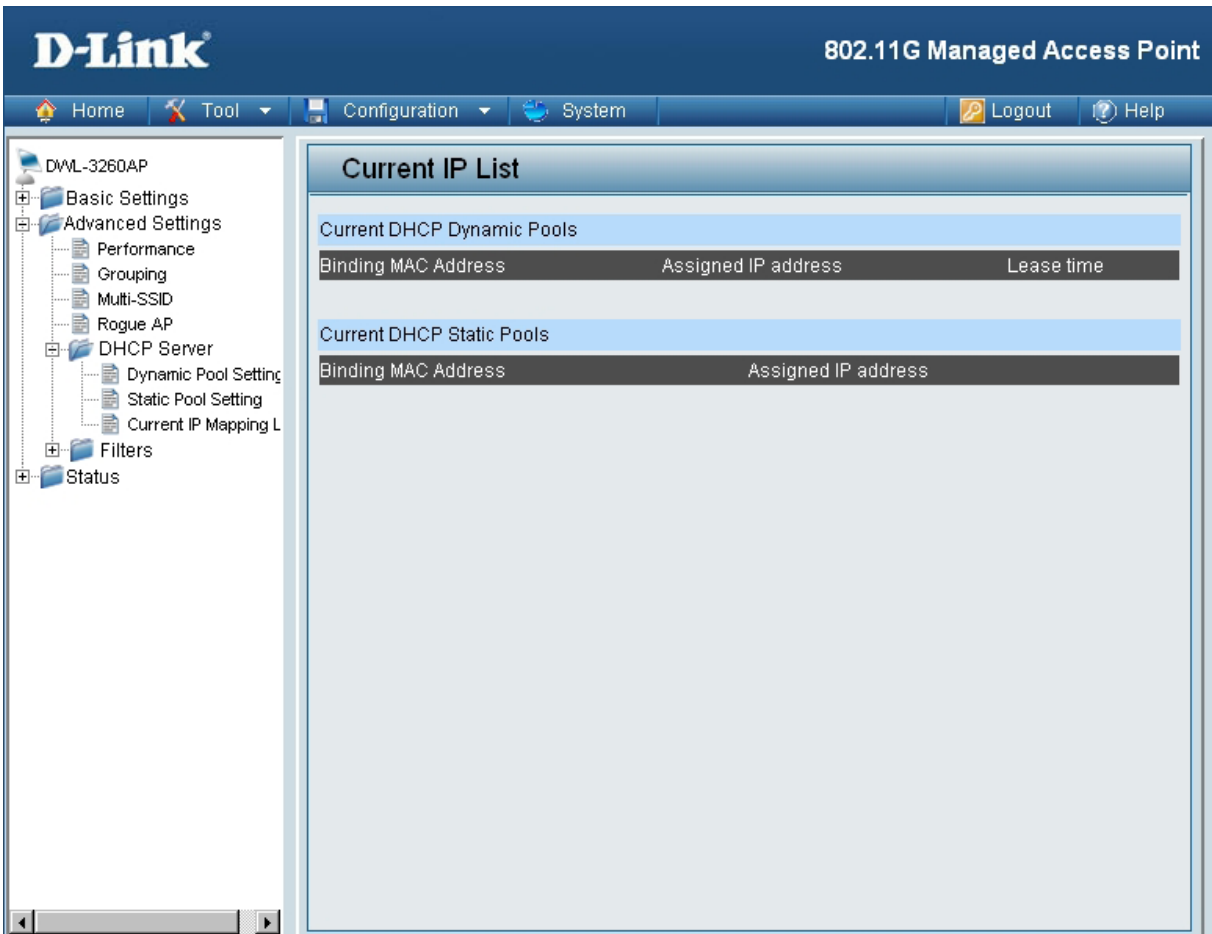 D-Link
802.11G Managed Access Point
Home Tool Configuration System Logout Help
DWL-3260AP
Basic Settings
Advanced Settings
Performance
Grouping
Multi-SSID
Rogue AP
DHCP Server
Dynamic Pool Setting
Static Pool Setting
Current IP Mapping L
Filters
Status
Current IP List
Current DHCP Dynamic Pools
Binding MAC Address Assigned IP address Lease time
Current DHCP Static Pools
Binding MAC Address Assigned IP address